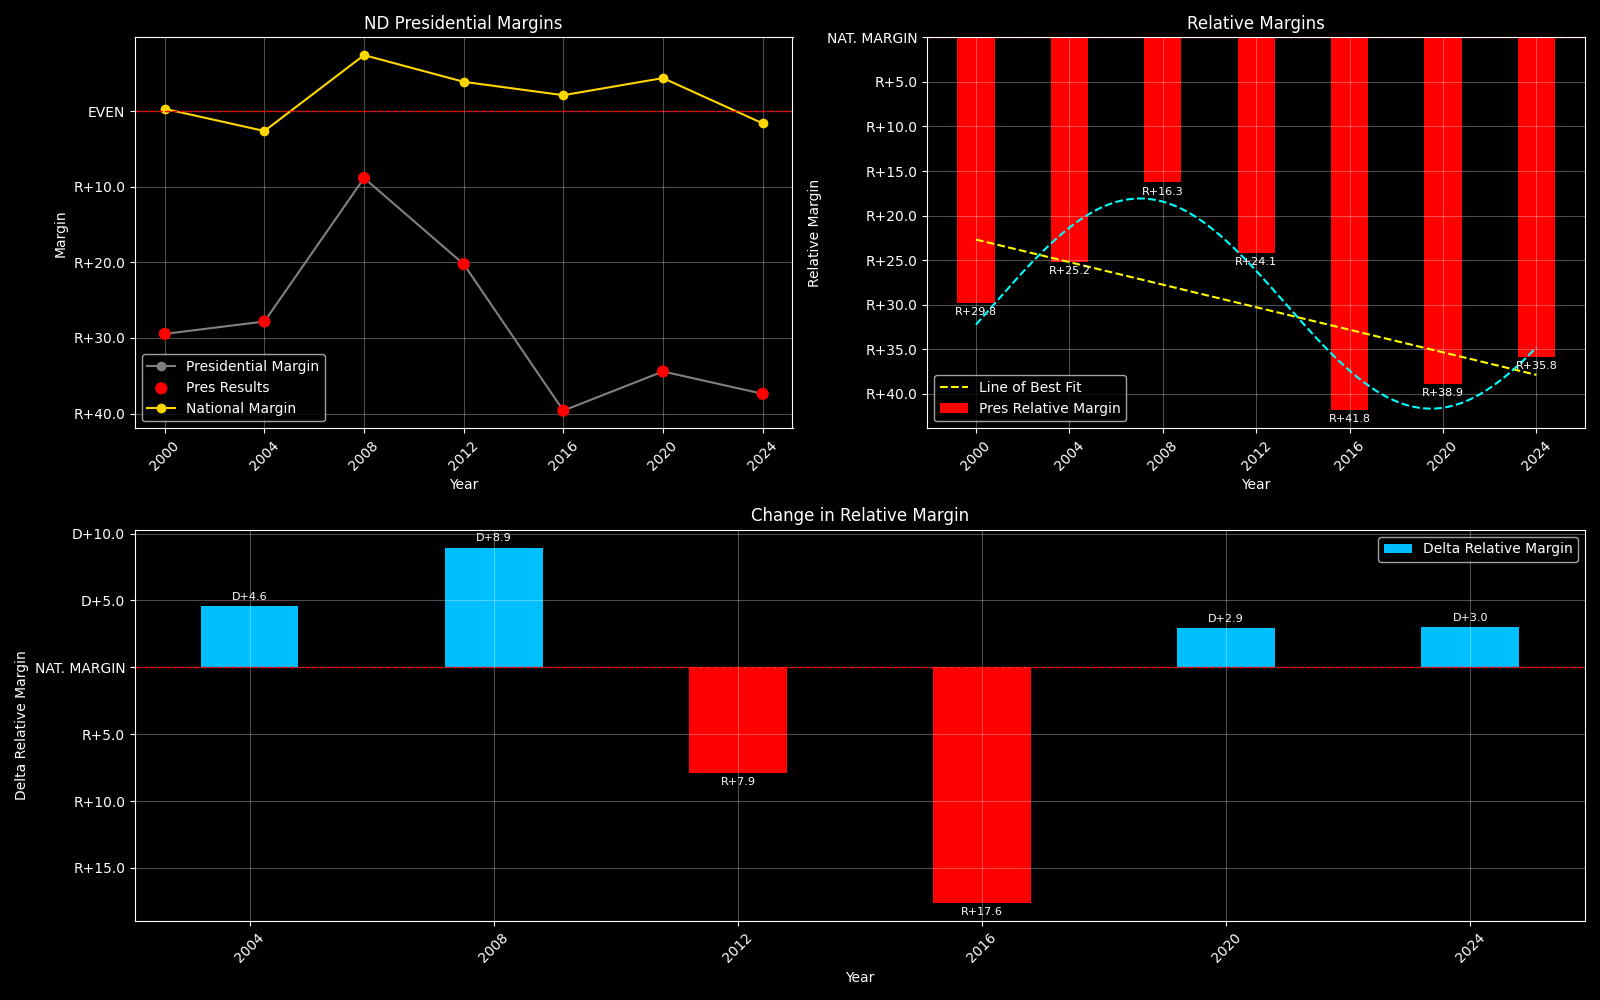 ND Presidential Margins
EVEN
R+10.0
R+20.0
R+30.0
R+40.0
Margin
Presidential Margin
Pres Results
National Margin
2000
2004
2008
2012
2016
2020
2024
Year
Relative Margins
NAT. MARGIN
R+5.0
R+10.0
R+15.0
R+20.0
R+25.0
R+30.0
R+35.0
R+40.0
Relative Margin
R+29.8
R+25.2
R+16.3
R+24.1
R+41.8
R+38.9
R+35.8
Line of Best Fit
Pres Relative Margin
2000
2004
2008
2012
2016
2020
2024
Year
Change in Relative Margin
D+10.0
D+5.0
NAT. MARGIN
R+5.0
R+10.0
R+15.0
Delta Relative Margin
D+4.6
D+8.9
R+7.9
R+17.6
D+2.9
D+3.0
Delta Relative Margin
2004
2008
2012
2016
2020
2024
Year